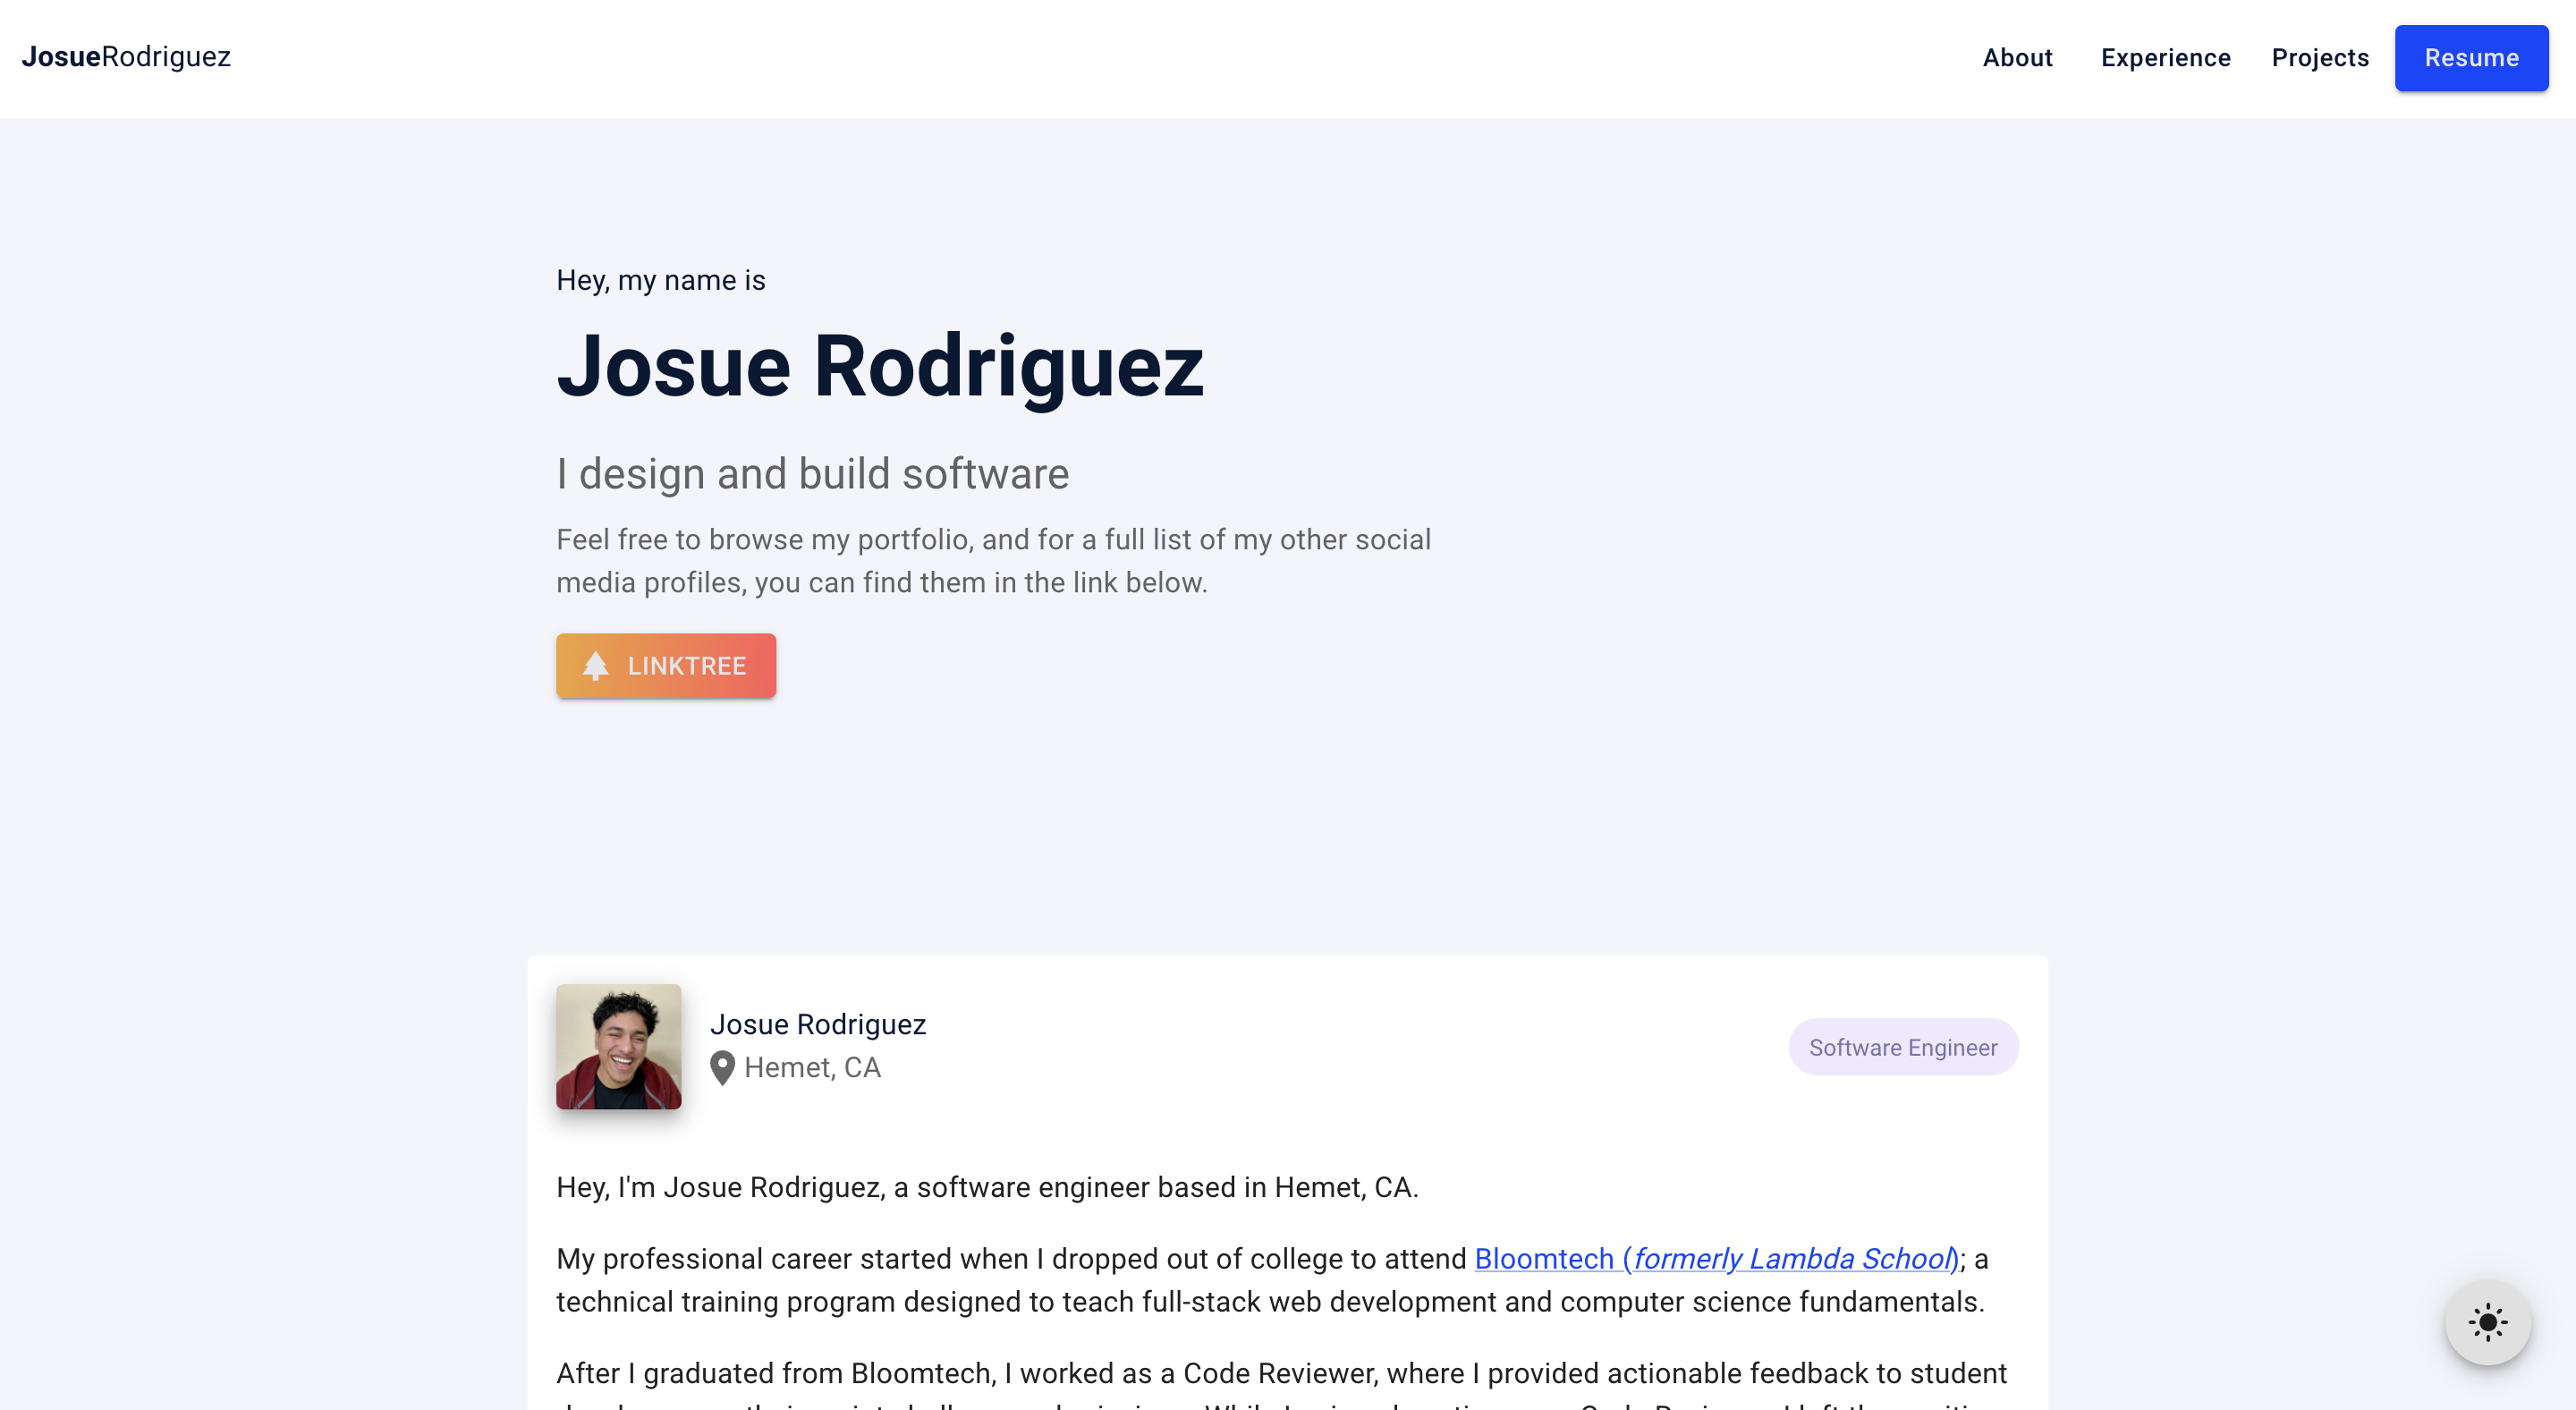 JosueRodriguez
About Experience Projects Resume
Hey, my name is
Josue Rodriguez
I design and build software
Feel free to browse my portfolio, and for a full list of my other social
media profiles, you can find them in the link below.
LINKTREE
Josue Rodriguez
Hemet, CA
Software Engineer
Hey, I'm Josue Rodriguez, a software engineer based in Hemet, CA.
My professional career started when I dropped out of college to attend Bloomtech (formerly Lambda School); a
technical training program designed to teach full-stack web development and computer science fundamentals.
After I graduated from Bloomtech, I worked as a Code Reviewer, where I provided actionable feedback to student